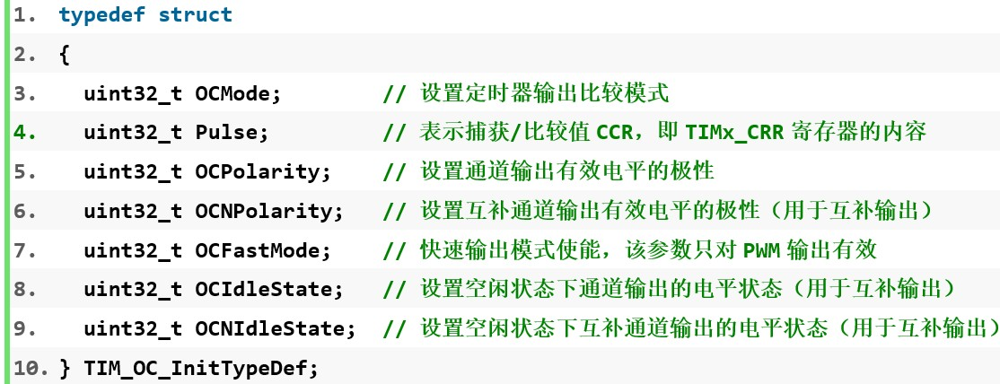 1. typedef struct
2. {
3. uint32_t OCMode; // 设置定时器输出比较模式
4. uint32_t Pulse; // 表示捕获/比较值 CCR，即 TIMx_CRR 寄存器的内容
5. uint32_t OCPolarity; // 设置通道输出有效电平的极性
6. uint32_t OCNPolarity; // 设置互补通道输出有效电平的极性（用于互补输出）
7. uint32_t OCFastMode; // 快速输出模式使能，该参数只对 PWM 输出有效
8. uint32_t OCIdleState; // 设置空闲状态下通道输出的电平状态（用于互补输出）
9. uint32_t OCNIdleState; // 设置空闲状态下互补通道输出的电平状态（用于互补输出）
10. } TIM_OC_InitTypeDef;